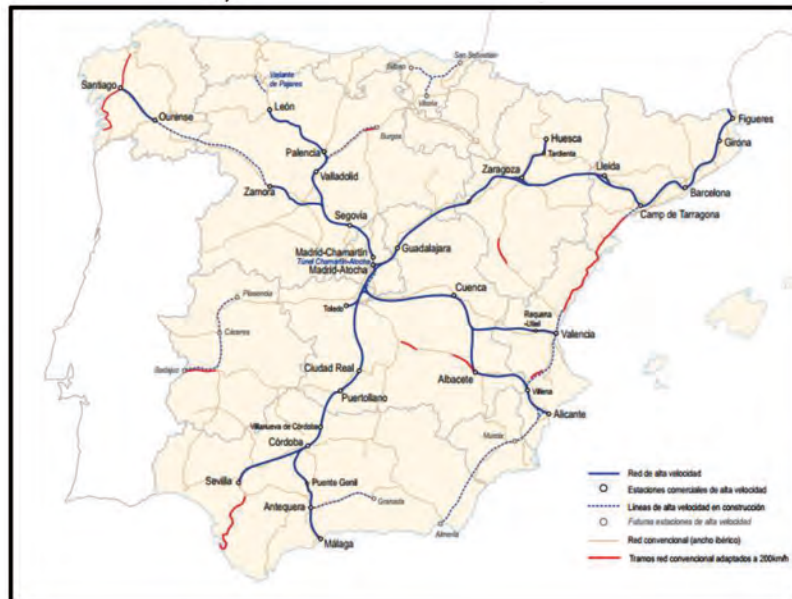 San Sebastián
Bilbao
Variante
de Pajares
Vitoria
Santiago
León
Figueres
Ourense
Burgos
Huesca
Girona
Palencia
Tardienta
Valladolid
Zaragoza
Lleida
Zamora
Barcelona
Camp de Tarragona
Segovia
Guadalajara
Madrid-Chamartín
Túnel Chamartín-Atocha
Madrid-Atocha
Plasencia
Cuenca
Toledo
Requena
-Utiel
Valencia
Cáceres
Badajoz
Ciudad Real
Albacete
Puertollano
Villena
Alicante
Villanueva de Córdoba
Murcia
Córdoba
Red de alta velocidad
Sevilla
Puente Genil
Estaciones comerciales de alta velocidad
Antequera
Granada
Líneas de alta velocidad en construcción
Futuras estaciones de alta velocidad
Almería
Málaga
Red convencional (ancho ibérico)
Tramos red convencional adaptados a 200km/h